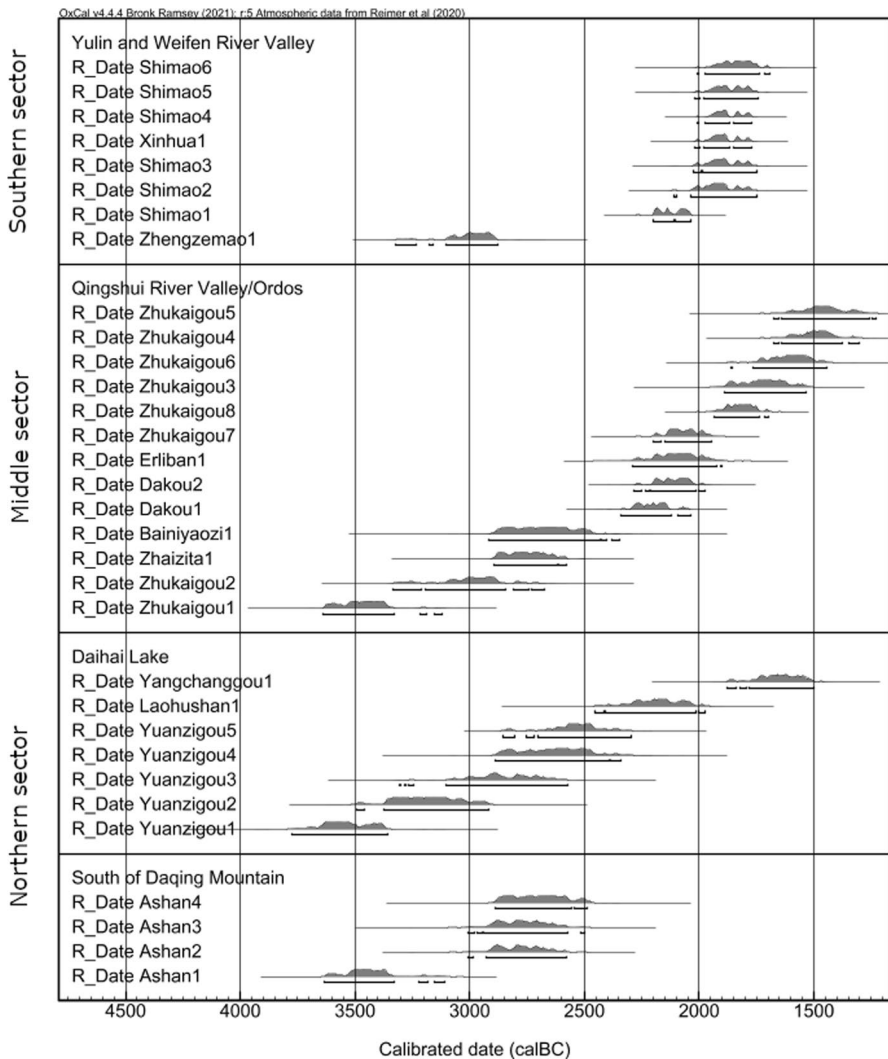 OxCal v4.4.4 Bronk Ramsey (2021); r:5 Atmospheric data from Reimer et al (2020)
Southern sector
Yulin and Weifen River Valley
R_Date Shimao6
R_Date Shimao5
R_Date Shimao4
R_Date Xinhua1
R_Date Shimao3
R_Date Shimao2
R_Date Shimao1
R_Date Zhengzemao1
Middle sector
Qingshui River Valley/Ordos
R_Date Zhukaigou5
R_Date Zhukaigou4
R_Date Zhukaigou6
R_Date Zhukaigou3
R_Date Zhukaigou8
R_Date Zhukaigou7
R_Date Erliban1
R_Date Dakou2
R_Date Dakou1
R_Date Bainiyaozi1
R_Date Zhaizita1
R_Date Zhukaigou2
R_Date Zhukaigou1
Northern sector
Daihai Lake
R_Date Yangchanggou1
R_Date Laohushan1
R_Date Yuanzigou5
R_Date Yuanzigou4
R_Date Yuanzigou3
R_Date Yuanzigou2
R_Date Yuanzigou1
South of Daqing Mountain
R_Date Ashan4
R_Date Ashan3
R_Date Ashan2
R_Date Ashan1
4500 4000 3500 3000 2500 2000 1500
Calibrated date (calBC)